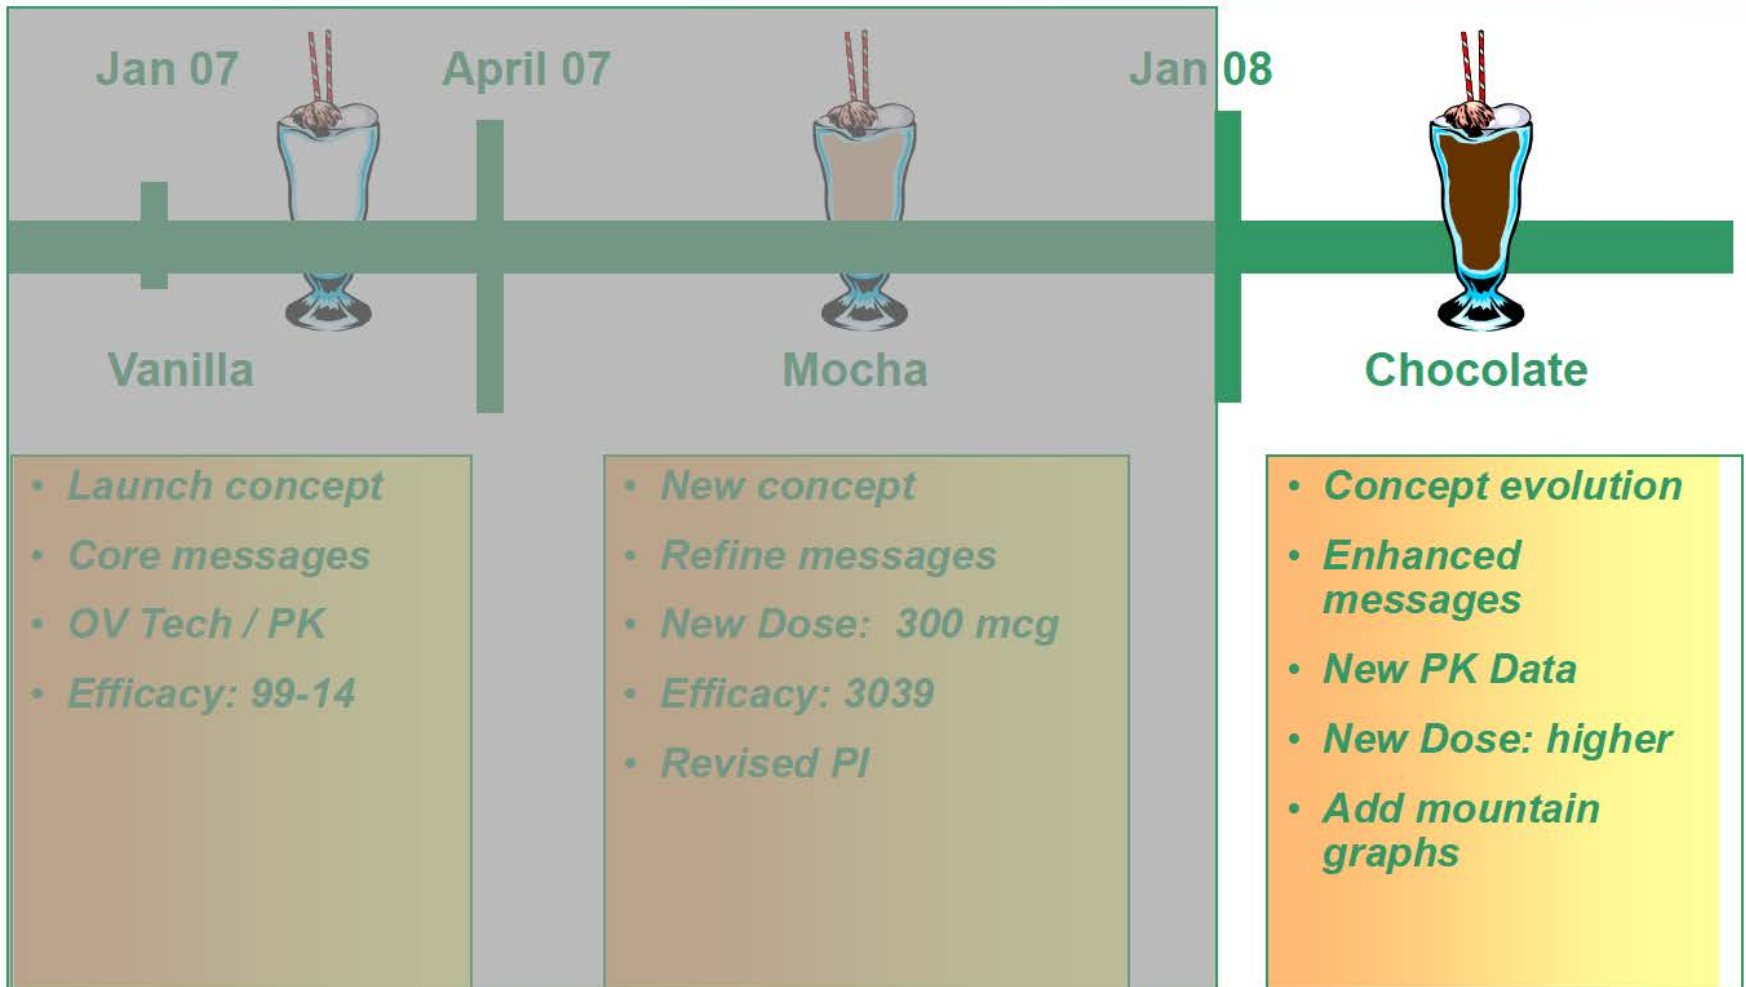 Jan 07
April 07
Jan 08
Vanilla
Mocha
Chocolate
• Launch concept
• Core messages
• OV Tech / PK
• Efficacy: 99-14
• New concept
• Refine messages
• New Dose:  300 mcg
• Efficacy: 3039
• Revised PI
• Concept evolution
• Enhanced
messages
• New PK Data
• New Dose: higher
• Add mountain
graphs